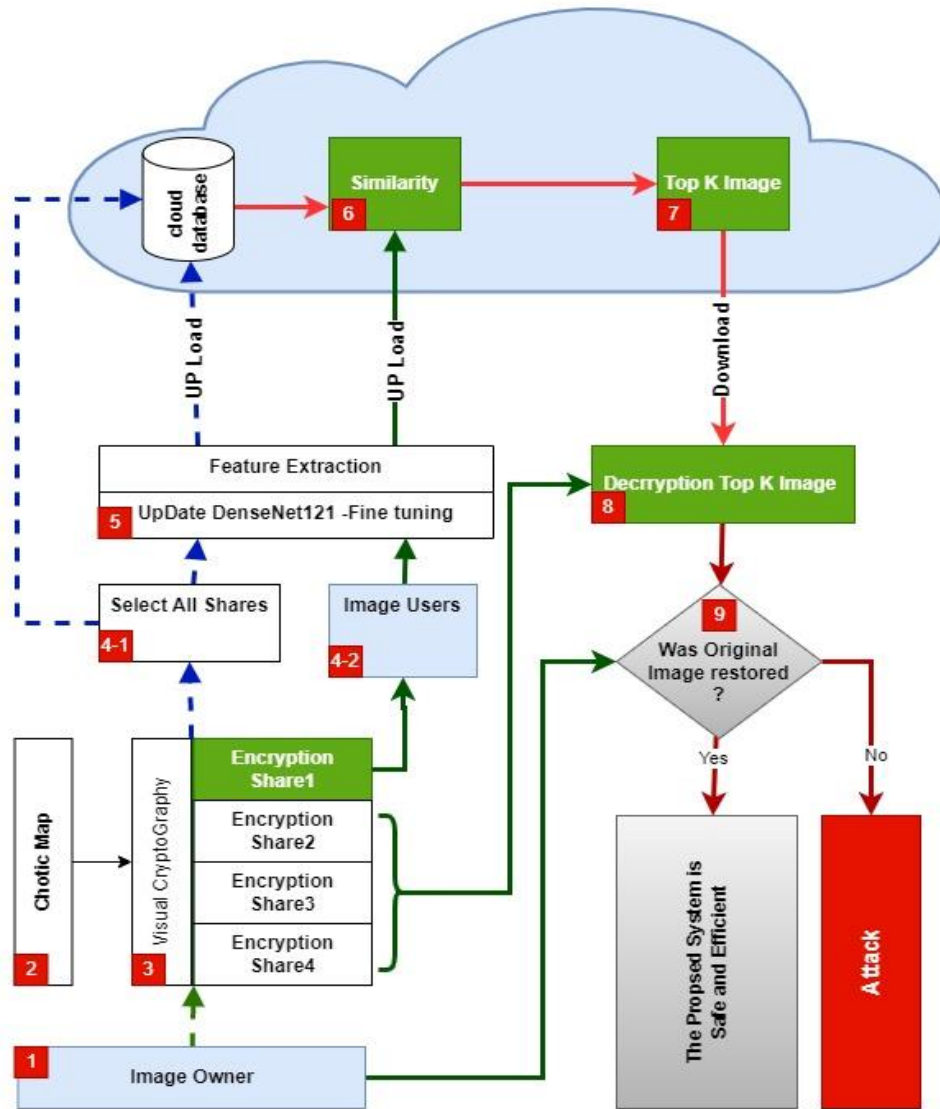 cloud
database
Similarity
6
Top K Image
7
UP Load
UP Load
Download
Feature Extraction
5
UpDate DenseNet121 -Fine tuning
Decrryption Top K Image
8
Select All Shares
4-1
Image Users
4-2
9
Was Original
Image restored
?
Yes
No
Chotic Map
2
Visual CryptoGraphy
3
Encryption
Share1
Encryption
Share2
Encryption
Share3
Encryption
Share4
The Propsed System is
Safe and Efficient
Attack
1
Image Owner